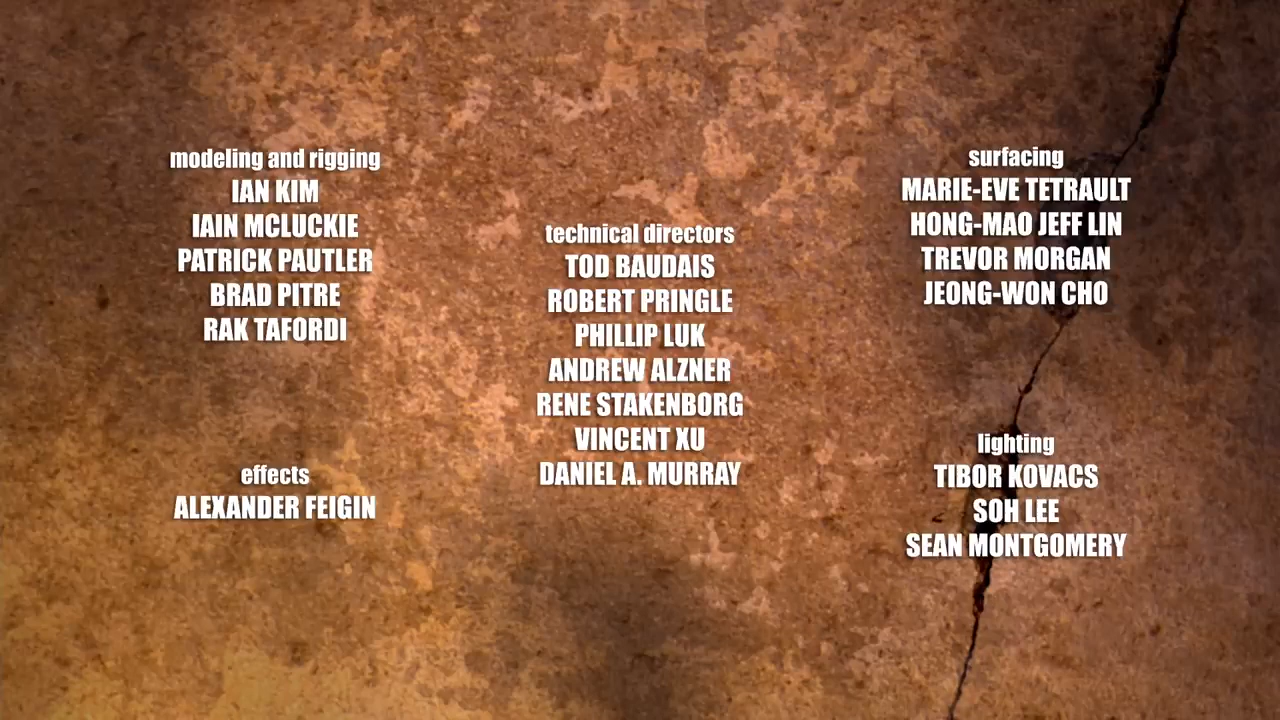 modeling and rigging
IAN KIM
IAIN MCLUCKIE
PATRICK PAUTLER
BRAD PITRE
RAK TAFORDI
effects
ALEXANDER FEIGIN
technical directors
TOD BAUDAIS
ROBERT PRINGLE
PHILLIP LUK
ANDREW ALZNER
RENE STAKENBORG
VINCENT XU
DANIEL A. MURRAY
surfacing
MARIE-EVE TETRAULT
HONG-MAO JEFF LIN
TREVOR MORGAN
JEONG-WON CHO
lighting
TIBOR KOVACS
SOH LEE
SEAN MONTGOMERY